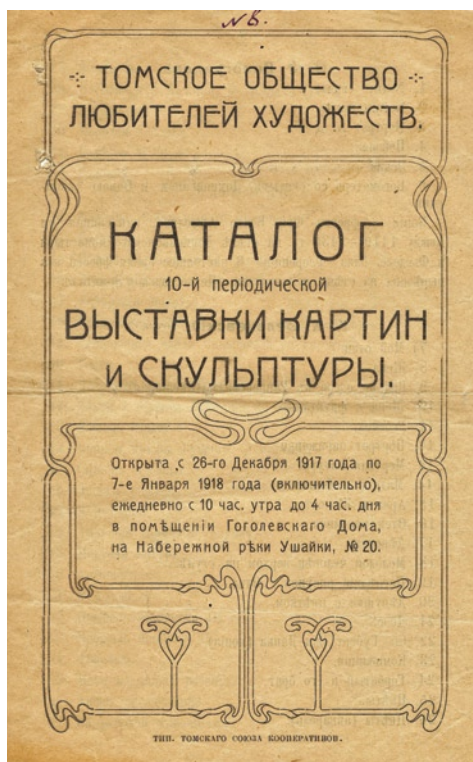 NB.
ТОМСКОЕ ОБЩЕСТВО
ЛЮБИТЕЛЕЙ ХУДОЖЕСТВ.
КАТАЛОГ
10-й періодической
ВЫСТАВКИ КАРТИН
и СКУЛЬПТУРЫ.
Открыта с 26-го Декабря 1917 года по
7-е Января 1918 года (включительно),
ежедневно с 10 час. утра до 4 час. дня
в помѣщеніи Гоголевскаго Дома,
на Набережной рѣки Ушайки, № 20.
ТИП. ТОМСКАГО СОЮЗА КООПЕРАТИВОВ.